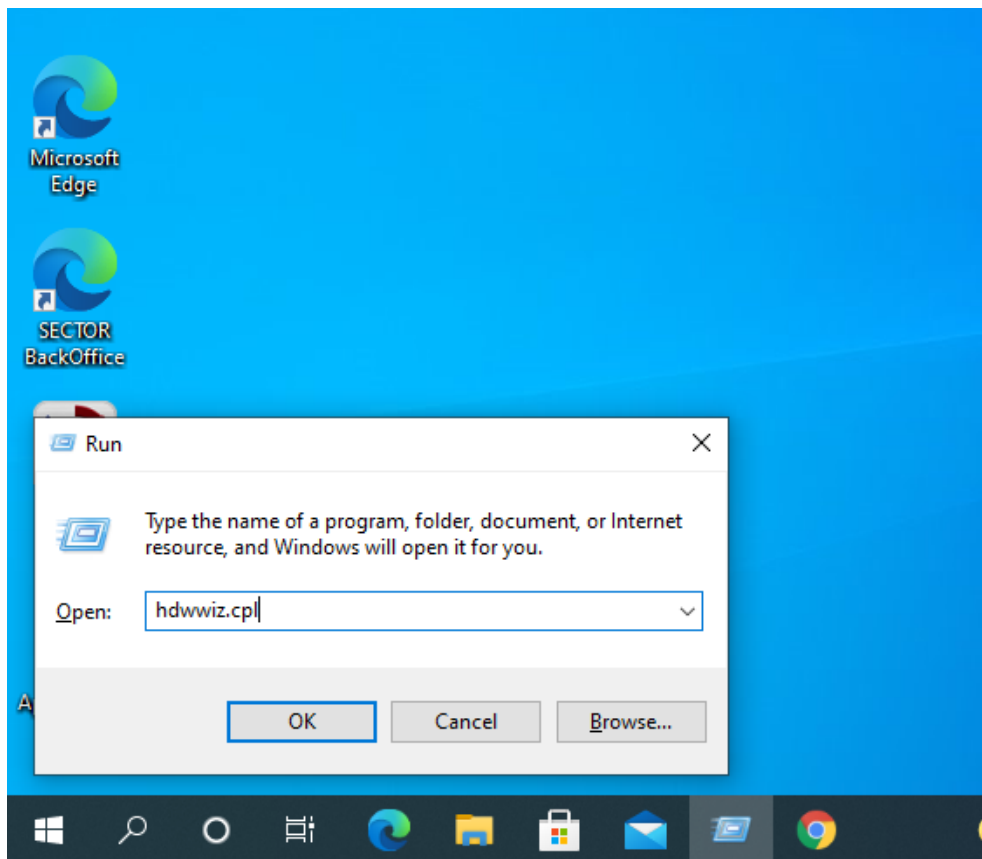 Microsoft
Edge
SECTOR
BackOffice
Run
Type the name of a program, folder, document, or Internet
resource, and Windows will open it for you.
Open:
hdwwiz.cpl
OK
Cancel
Browse...